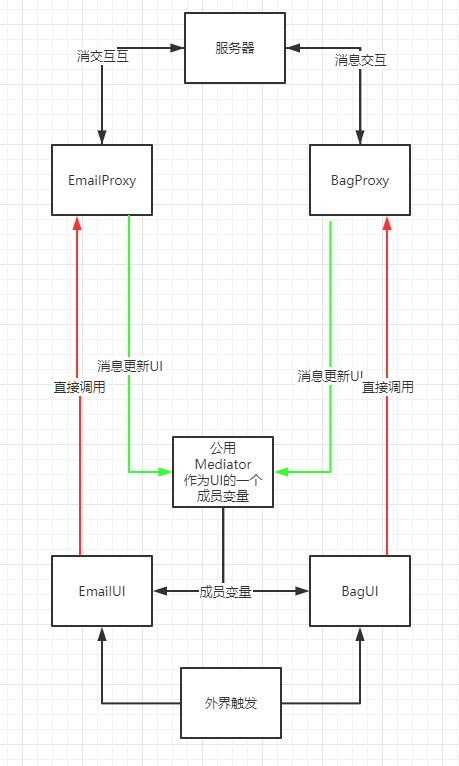 服务器
消交互互
消息交互
EmailProxy
BagProxy
消息更新UI
消息更新UI
直接调用
直接调用
公用
Mediator
作为UI的一个
成员变量
EmailUI
成员变量
BagUI
外界触发